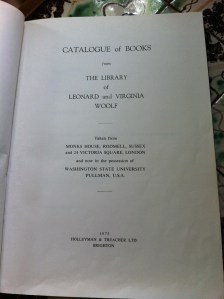 CATALOGUE of BOOKS
from
THE LIBRARY
of
LEONARD and VIRGINIA
WOOLF
Taken from
MONKS HOUSE, RODMELL, SUSSEX
and 24 VICTORIA SQUARE, LONDON
and now in the possession of
WASHINGTON STATE UNIVERSITY
PULLMAN, U.S.A.
1975
HOLLEYMAN & TREACHER LTD.
BRIGHTON